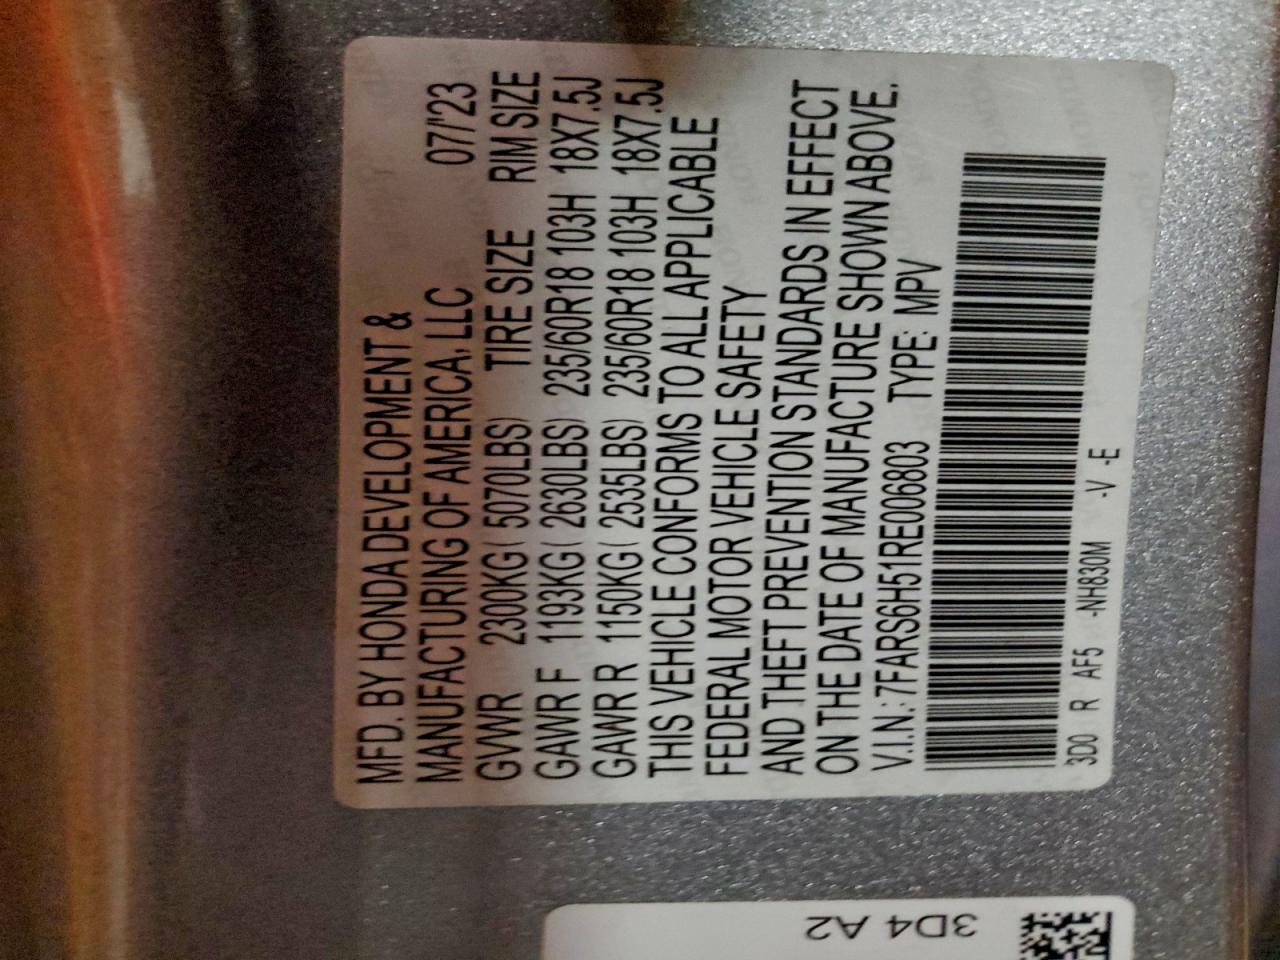 MFD. BY HONDA DEVELOPMENT &
MANUFACTURING OF AMERICA, LLC 07/'23
GVWR 2300KG( 5070LBS) TIRE SIZE RIM SIZE
GAWR F 1193KG( 2630LBS) 235/60R18 103H 18X7.5J
GAWR R 1150KG( 2535LBS) 235/60R18 103H 18X7.5J
THIS VEHICLE CONFORMS TO ALL APPLICABLE
FEDERAL MOTOR VEHICLE SAFETY
AND THEFT PREVENTION STANDARDS IN EFFECT
ON THE DATE OF MANUFACTURE SHOWN ABOVE.
V.I.N.: 7FARS6H51RE006803 TYPE: MPV
3D0 R AF5 -NH830M -V -E
3D4 A2